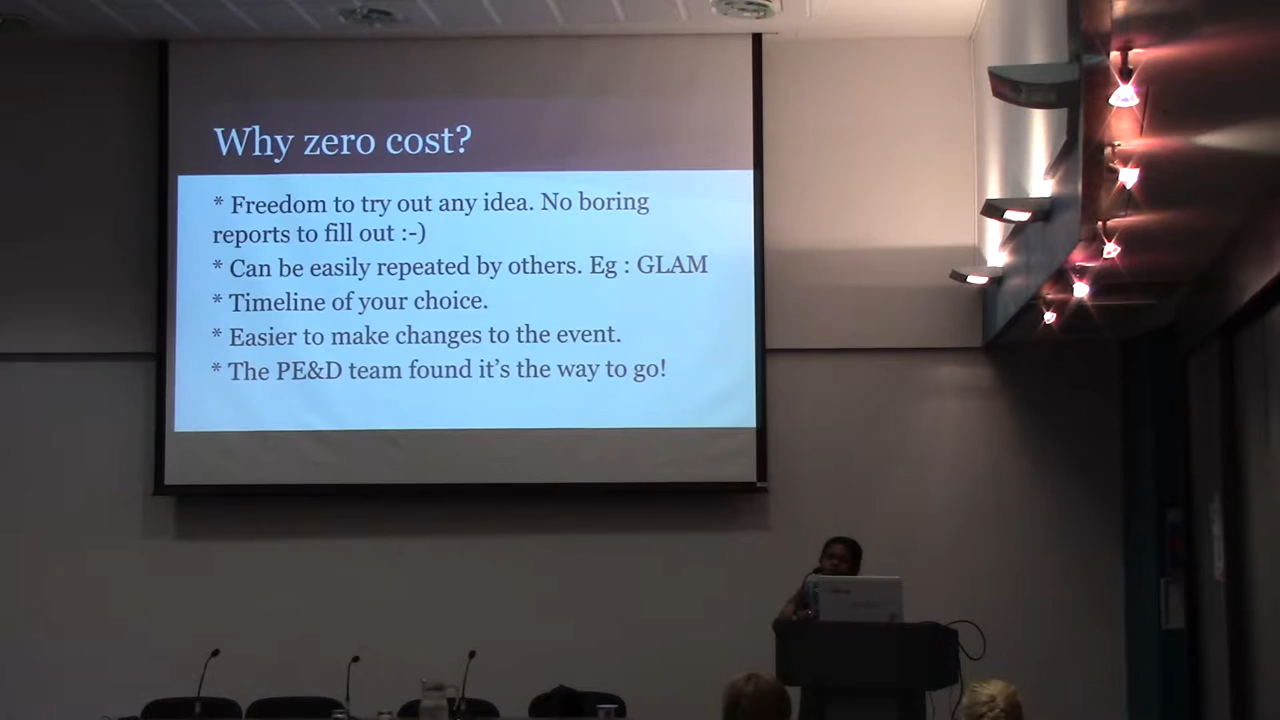 Why zero cost?
* Freedom to try out any idea. No boring
reports to fill out :-)
* Can be easily repeated by others. Eg : GLAM
* Timeline of your choice.
* Easier to make changes to the event.
* The PE&D team found it's the way to go!